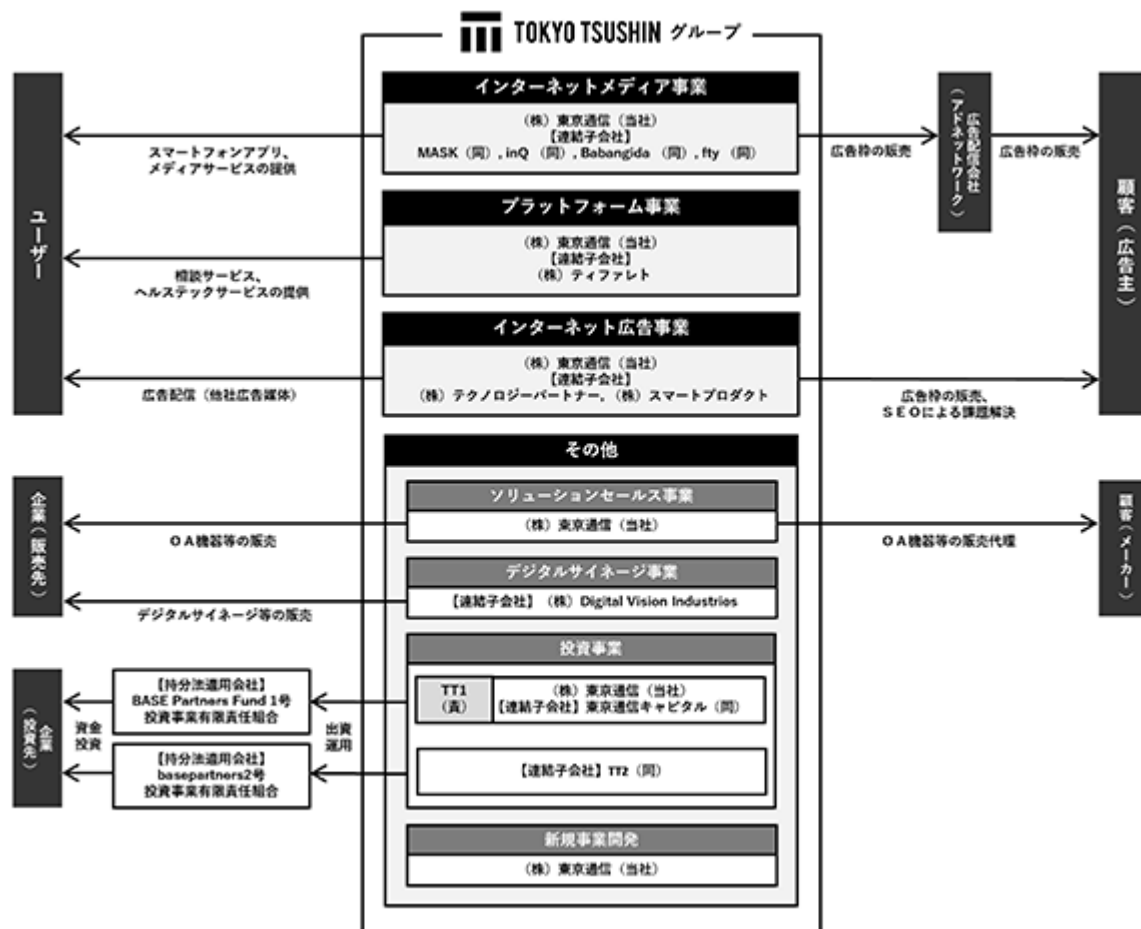 TOKYO TSUSHIN グループ
インターネットメディア事業
(株)東京通信(当社)
【連結子会社】
MASK(同), inQ(同), Babangida(同), fty(同)
スマートフォンアプリ、
メディアサービスの提供
広告枠の販売
広告配信会社
(アドネットワーク)
広告枠の販売
ユーザー
顧客(広告主)
プラットフォーム事業
(株)東京通信(当社)
【連結子会社】
(株)ティファレト
相談サービス、
ヘルステックサービスの提供
インターネット広告事業
(株)東京通信(当社)
【連結子会社】
(株)テクノロジーパートナー, (株)スマートプロダクト
広告配信(他社広告媒体)
広告枠の販売、
SEOによる課題解決
その他
ソリューションセールス事業
(株)東京通信(当社)
企業(販売先)
OA機器等の販売
OA機器等の販売代理
顧客(メーカー)
デジタルサイネージ事業
【連結子会社】(株)Digital Vision Industries
デジタルサイネージ等の販売
投資事業
TT1
(責)
(株)東京通信(当社)
【連結子会社】東京通信キャピタル(同)
【連結子会社】TT2(同)
企業
(投資先)
資金
投資
【持分法適用会社】
BASE Partners Fund 1号
投資事業有限責任組合
出資
運用
【持分法適用会社】
basepartners2号
投資事業有限責任組合
新規事業開発
(株)東京通信(当社)